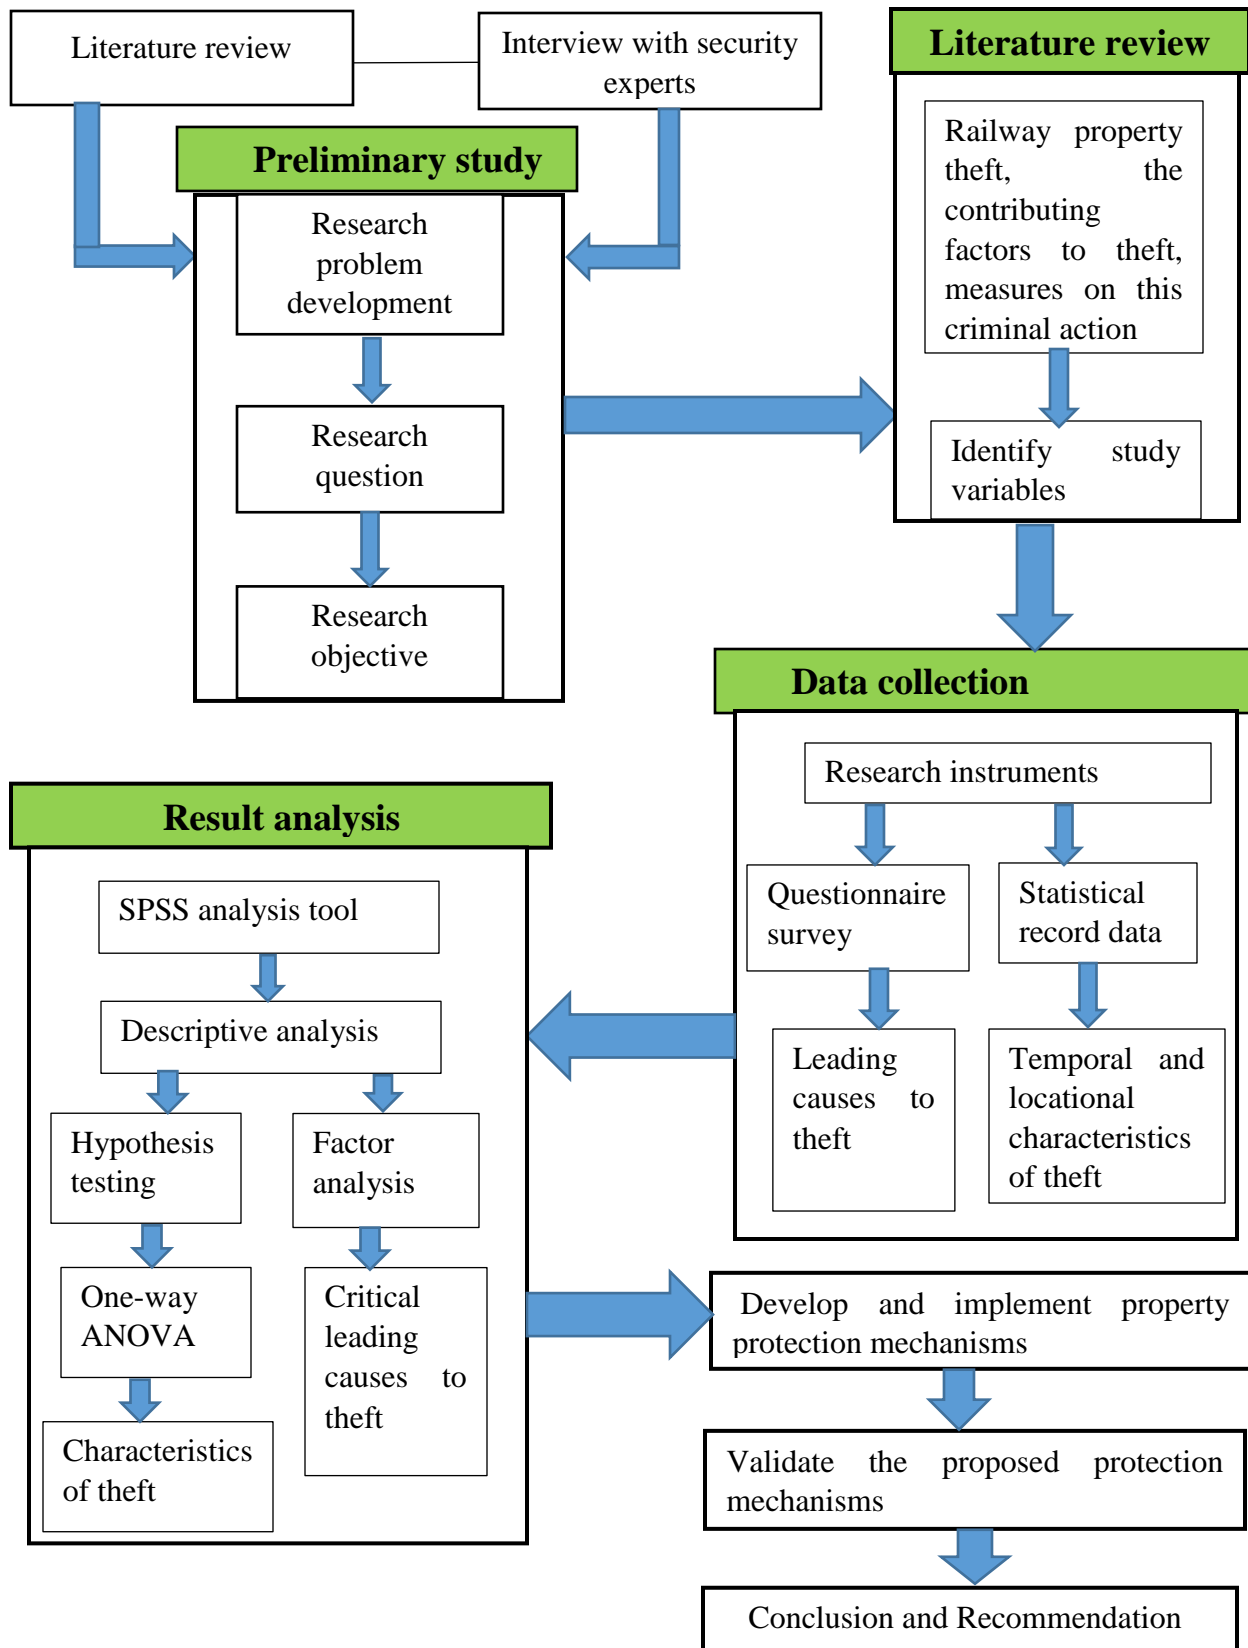 Literature review
Interview with security
experts
Preliminary study
Research
problem
development
Research
question
Research
objective
Literature review
Railway property
theft, the
contributing
factors to theft,
measures on this
criminal action
Identify study
variables
Data collection
Research instruments
Questionnaire
survey
Statistical
record data
Leading
causes to
theft
Temporal and
locational
characteristics
of theft
Result analysis
SPSS analysis tool
Descriptive analysis
Hypothesis
testing
Factor
analysis
One-way
ANOVA
Critical
leading
causes to
theft
Characteristics
of theft
Develop and implement property
protection mechanisms
Validate the proposed protection
mechanisms
Conclusion and Recommendation